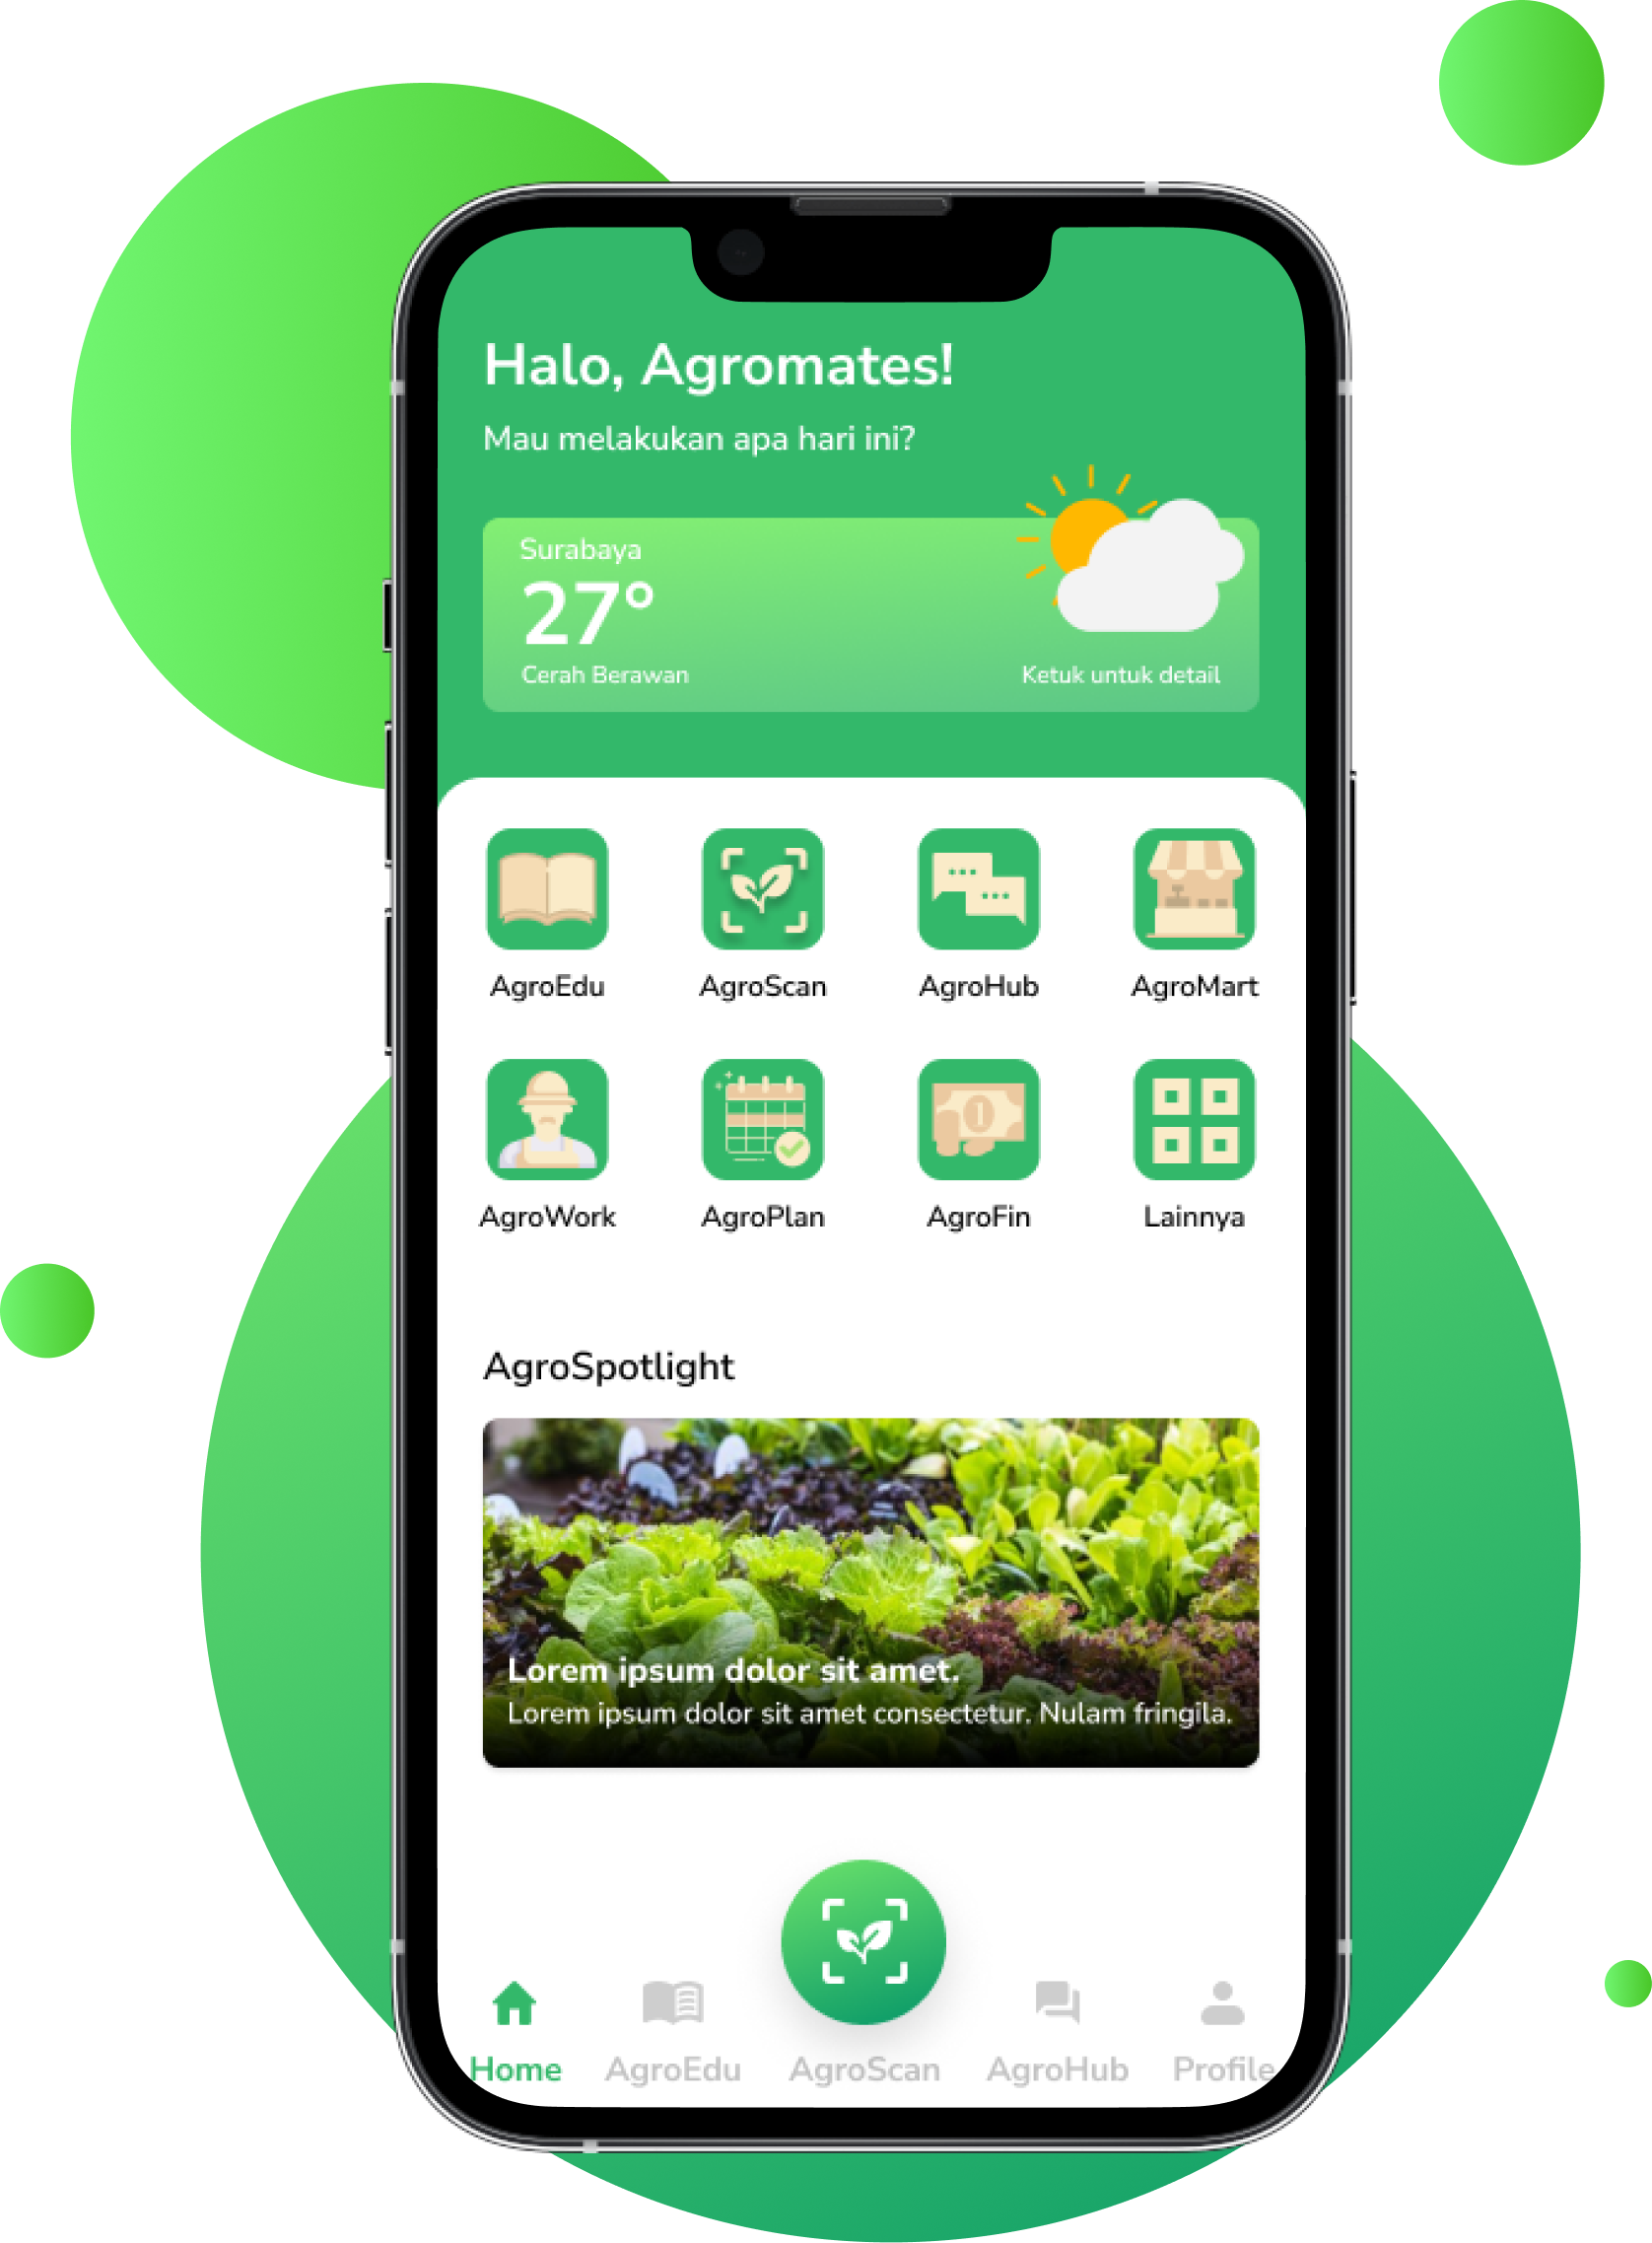 Halo, Agromates!
Mau melakukan apa hari ini?
Surabaya
27°
Cerah Berawan
Ketuk untuk detail
AgroEdu
AgroScan
AgroHub
AgroMart
AgroWork
AgroPlan
AgroFin
Lainnya
AgroSpotlight
Lorem ipsum dolor sit amet.
Lorem ipsum dolor sit amet consectetur. Nulam fringila.
Home
AgroEdu
AgroScan
AgroHub
Profile